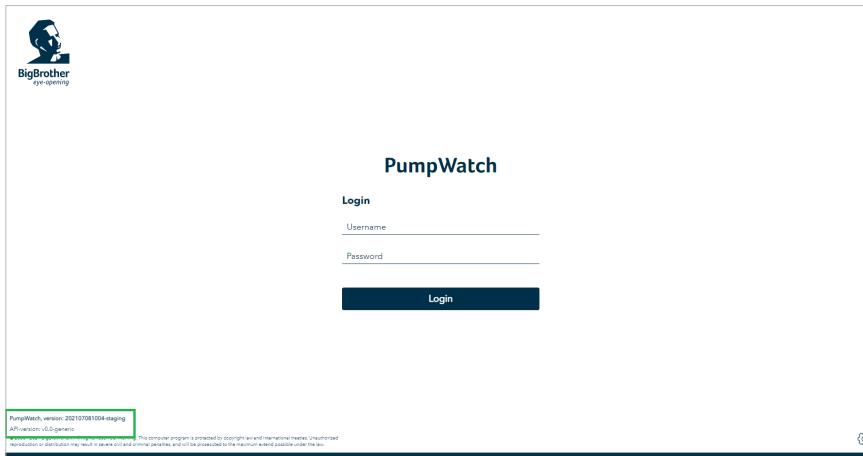 BigBrother
eye-opening
PumpWatch
Login
Username
Password
Login
PumpWatch, version: 202107081004-staging
API-version: v0.0-generic
This computer program is protected by copyright law and international treaties. Unauthorized
reproduction or distribution may result in severe civil and criminal penalties, and will be prosecuted to the maximum extend possible under the law.